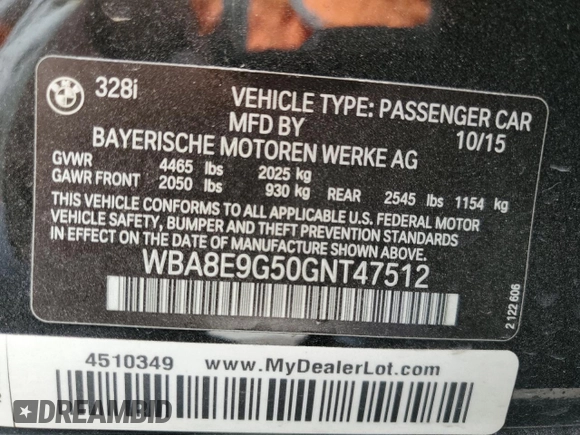 BMW
328i
VEHICLE TYPE: PASSENGER CAR
MFD BY 10/15
BAYERISCHE MOTOREN WERKE AG
GVWR 4465 lbs 2025 kg
GAWR FRONT 2050 lbs 930 kg REAR 2545 lbs 1154 kg
THIS VEHICLE CONFORMS TO ALL APPLICABLE U.S. FEDERAL MOTOR
VEHICLE SAFETY, BUMPER AND THEFT PREVENTION STANDARDS
IN EFFECT ON THE DATE OF MANUFACTURE SHOWN ABOVE.
WBA8E9G50GNT47512
2 122 606
4510349 www.MyDealerLot.com
DREAMBID